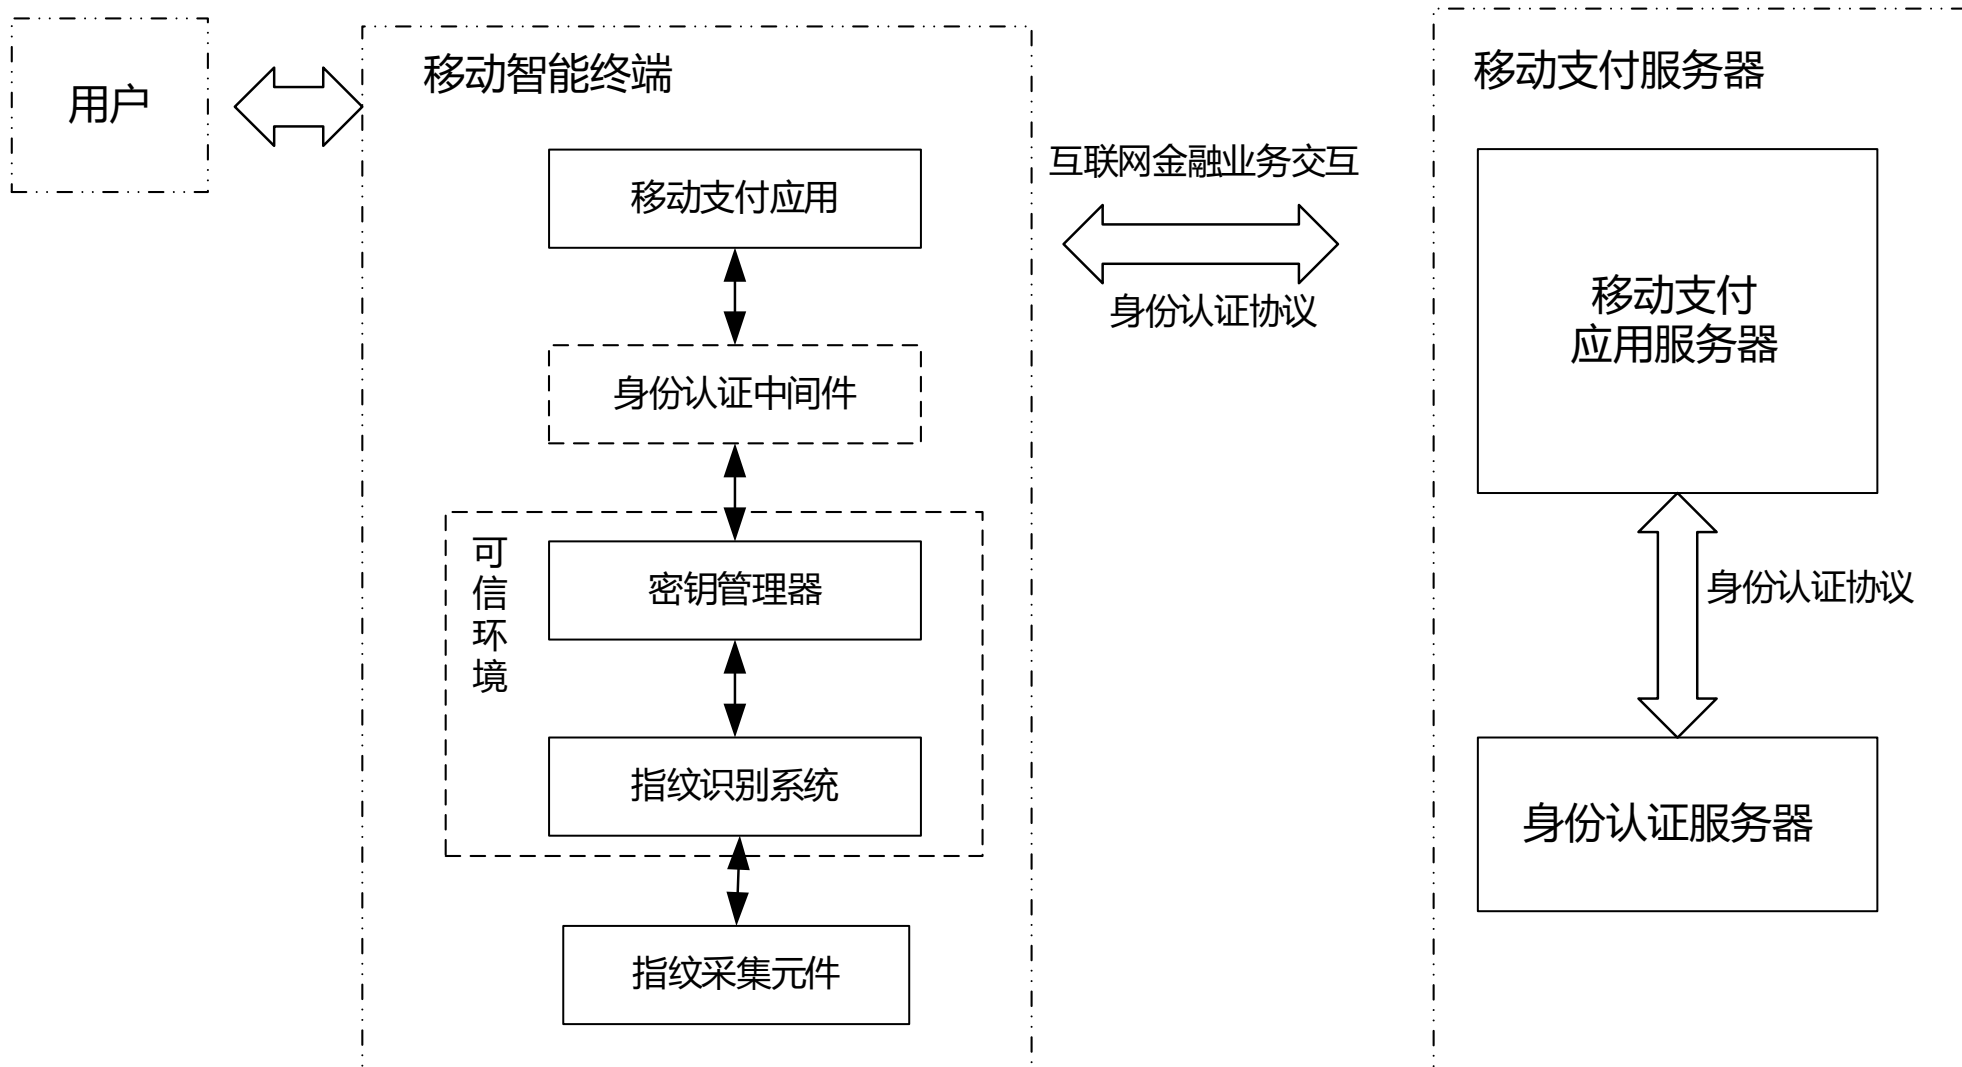 用户
移动智能终端
移动支付应用
身份认证中间件
可
信
环
境
密钥管理器
指纹识别系统
指纹采集元件
互联网金融业务交互
身份认证协议
移动支付服务器
移动支付
应用服务器
身份认证协议
身份认证服务器